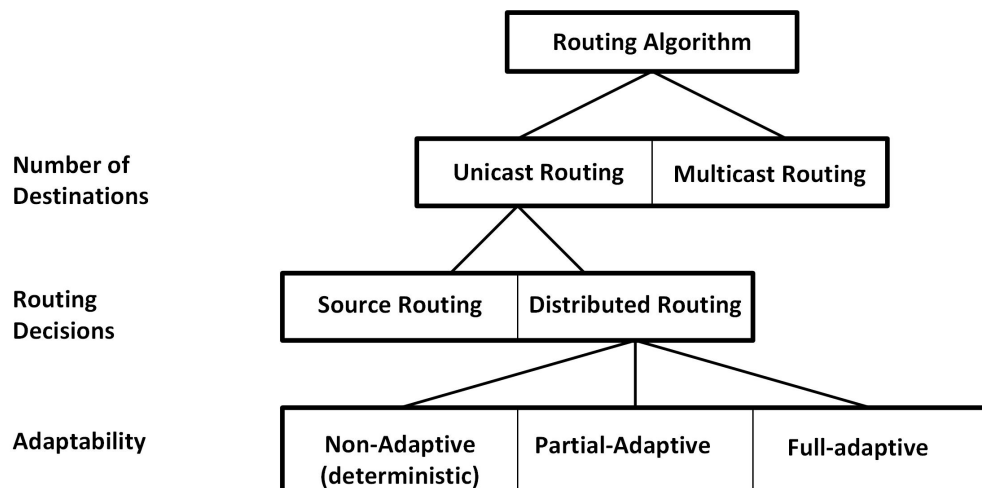 Routing Algorithm
Number of
Destinations
Unicast Routing
Multicast Routing
Routing
Decisions
Source Routing
Distributed Routing
Adaptability
Non-Adaptive
(deterministic)
Partial-Adaptive
Full-adaptive